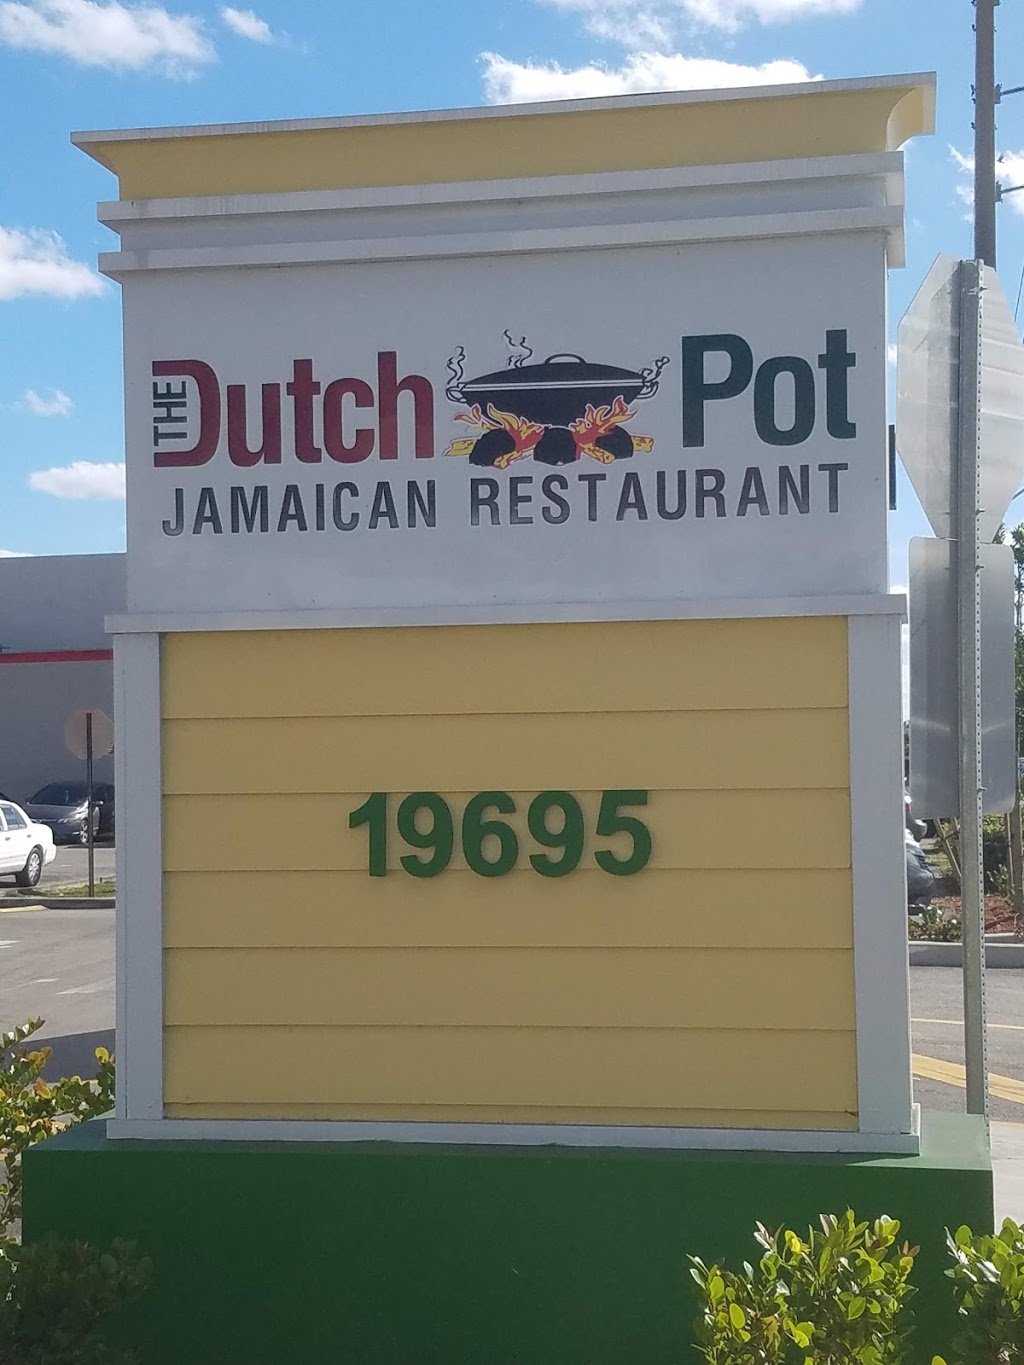 THE Dutch Pot
JAMAICAN RESTAURANT
19695